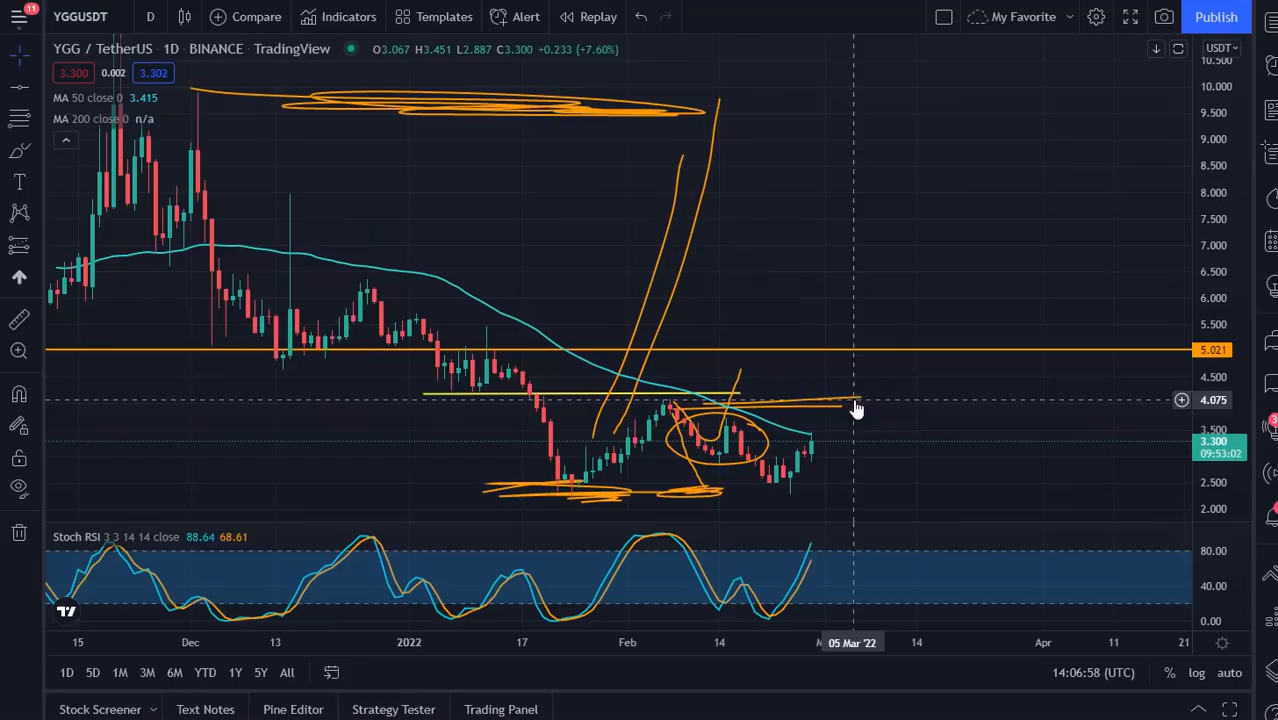 11
YGGUSDT D Compare Indicators Templates Alert Replay My Favorite Publish
YGG / TetherUS · 1D · BINANCE · TradingView O3.067 H3.451 L2.887 C3.300 +0.233 (+7.60%) USDT
3.300 0.002 3.302
MA 50 close 0 3.415
MA 200 close 0 n/a
10.500
10.000
9.500
9.000
8.500
8.000
7.500
7.000
6.500
6.000
5.500
5.021
4.500
4.075
3.500
3.300
09:53:02
2.500
2.000
Stoch RSI 3 3 14 14 close 88.64 68.61
80.00
40.00
0.00
15 Dec 13 2022 17 Feb 14 05 Mar '22 14 Apr 11 21
1D 5D 1M 3M 6M YTD 1Y 5Y All 14:06:58 (UTC) % log auto
Stock Screener Text Notes Pine Editor Strategy Tester Trading Panel